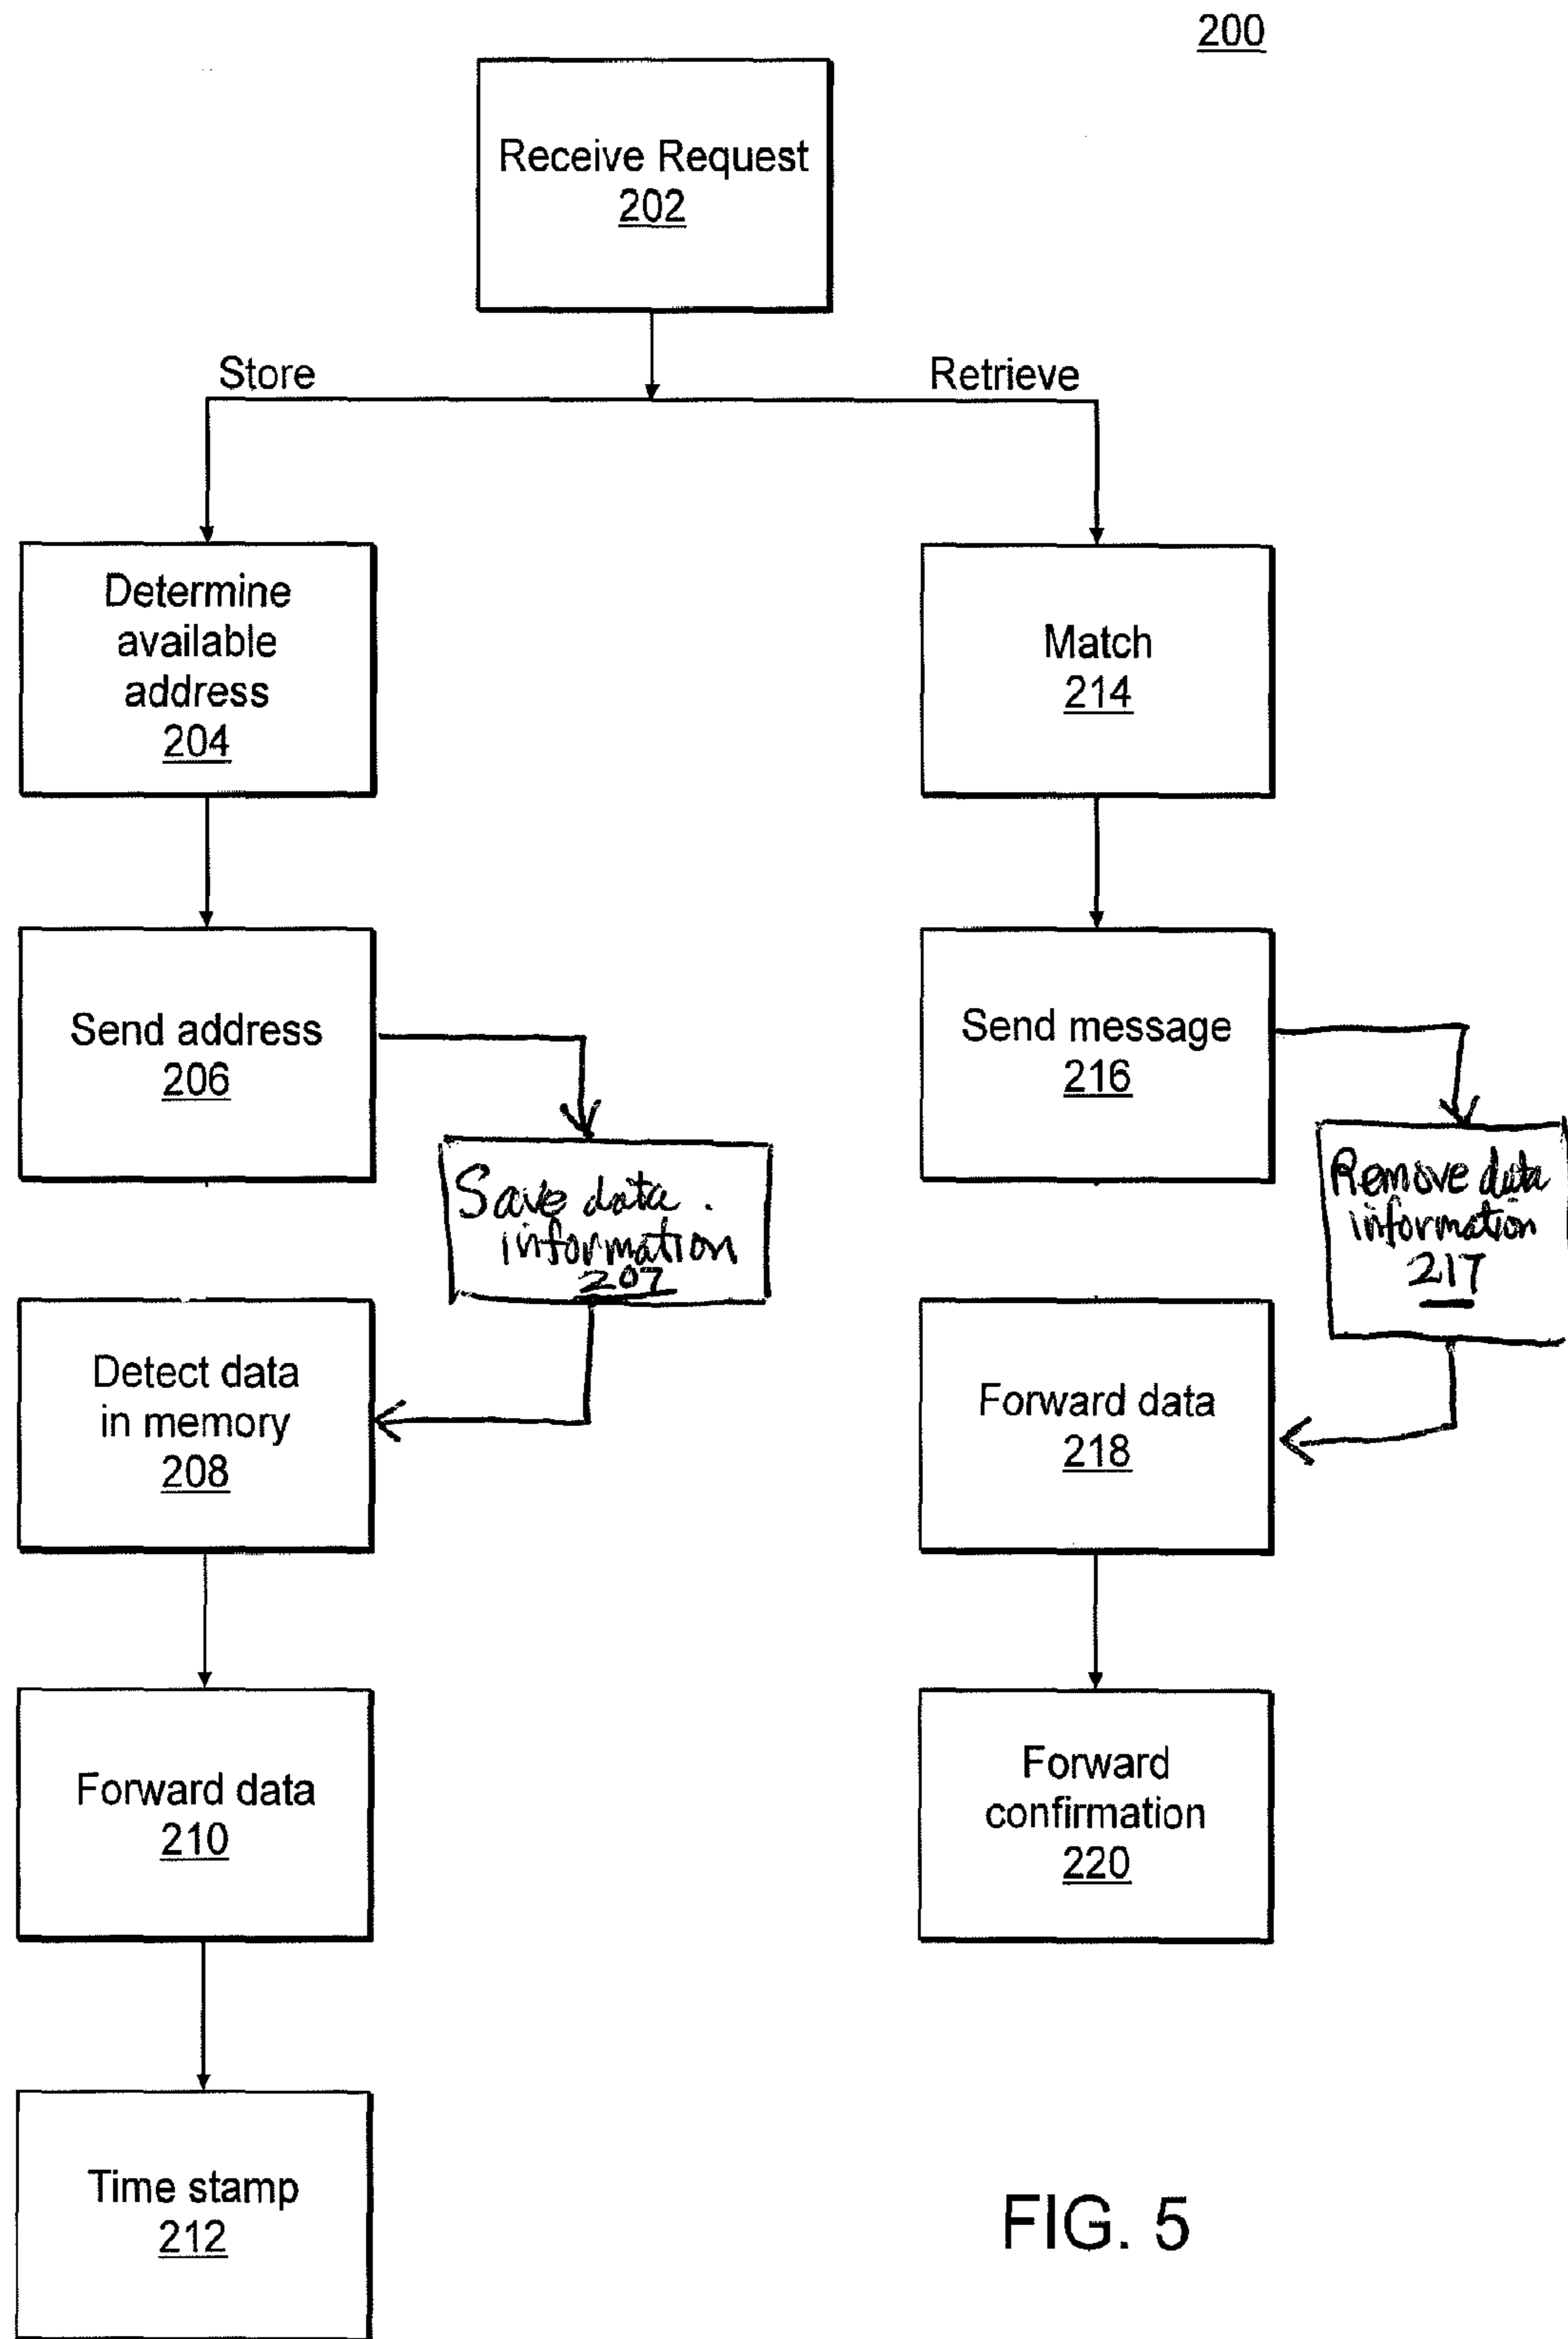 200
Receive Request
202
Store
Retrieve
Determine
available
address
204
Match
214
Send address
206
Send message
216
Save data.
information
207
Remove data
information
217
Detect data
in memory
208
Forward data
218
Forward data
210
Forward
confirmation
220
Time stamp
212
FIG. 5